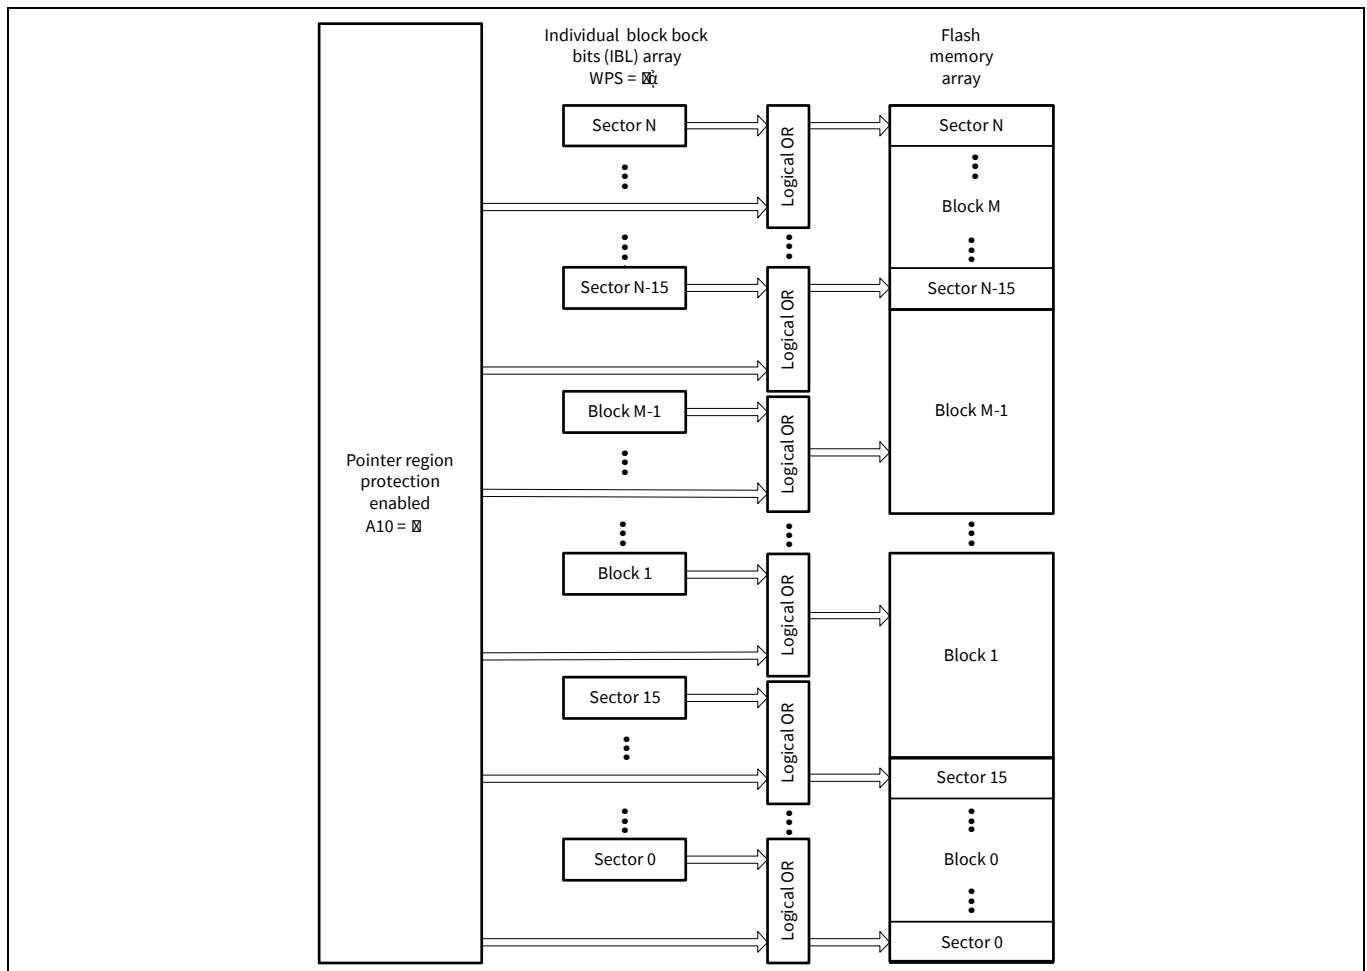 Individual block bock
bits (IBL) array
WPS =
Flash
memory
array
Sector N
Logical OR
Sector N
Block M
Sector N-15
Logical OR
Sector N-15
Block M-1
Logical OR
Block M-1
Pointer region
protection
enabled
A10 =
Block 1
Logical OR
Block 1
Sector 15
Logical OR
Sector 15
Sector 0
Logical OR
Block 0
Sector 0